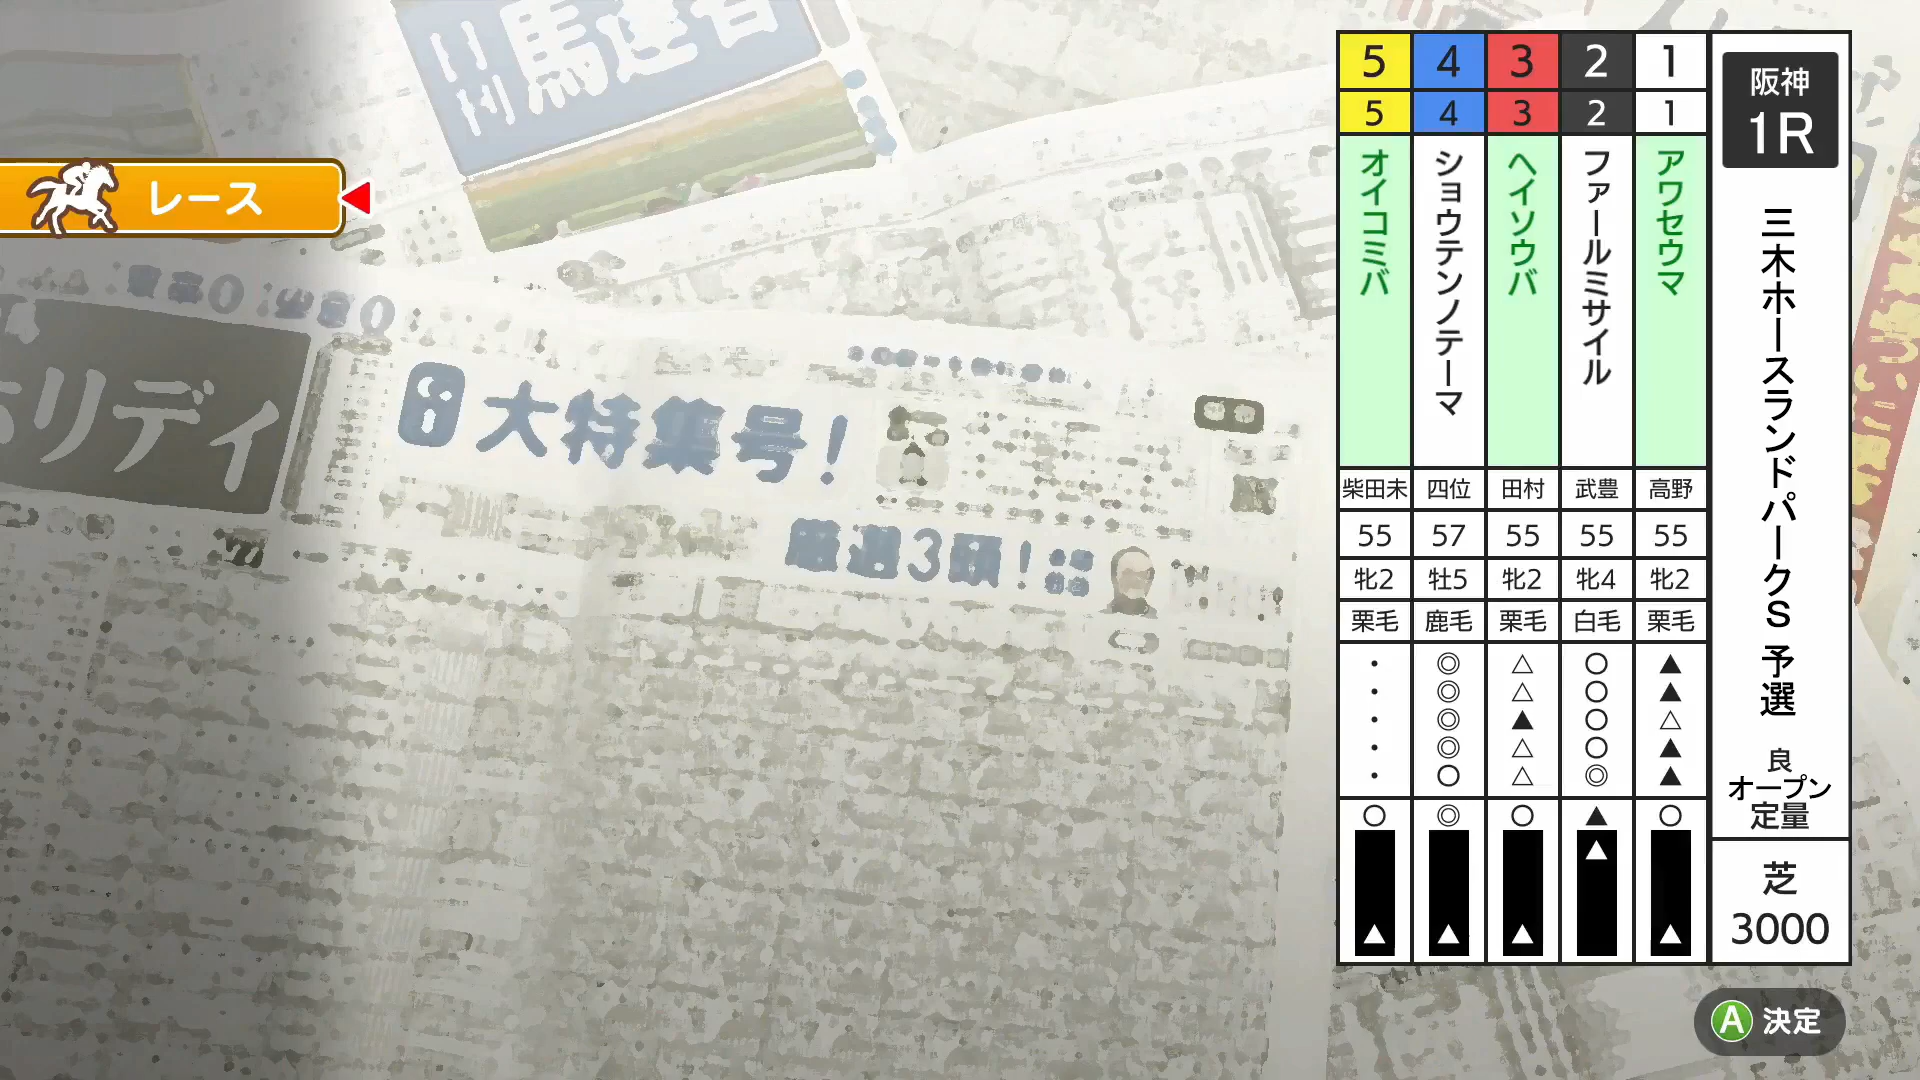 レース
馬達者
リディ
大特集号!
厳選3頭!
阪神
1R
三木ホースランドパークS 予選
良
オープン
定量
芝
3000
1
1
アワセウマ
高野
55
牝2
栗毛
▲
▲
△
▲
▲
○
2
2
ファールミサイル
武豊
55
牝4
白毛
○
○
○
○
◎
▲
3
3
ヘイソウバ
田村
55
牝2
栗毛
△
△
▲
△
△
○
4
4
ショウテンノテーマ
四位
57
牡5
鹿毛
◎
◎
◎
◎
○
◎
5
5
オイコミバ
柴田未
55
牝2
栗毛
・
・
・
・
・
○
A 決定